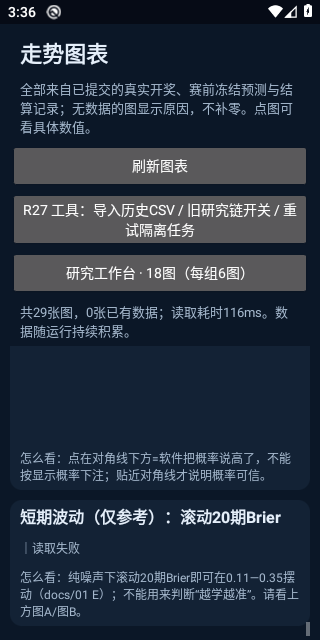 3:36
走势图表
全部来自已提交的真实开奖、赛前冻结预测与结
算记录；无数据的图显示原因，不补零。点图可
看具体数值。
刷新图表
R27 工具：导入历史CSV / 旧研究链开关 / 重
试隔离任务
研究工作台 · 18图（每组6图）
共29张图，0张已有数据；读取耗时116ms。数
据随运行持续积累。
怎么看：点在对角线下方=软件把概率说高了，不能
按显示概率下注；贴近对角线才说明概率可信。
短期波动（仅参考）：滚动20期Brier
｜读取失败
怎么看：纯噪声下滚动20期Brier即可在0.11—0.35摆
动（docs/01 E）；不能用来判断“越学越准”。请看上
方图A/图B。